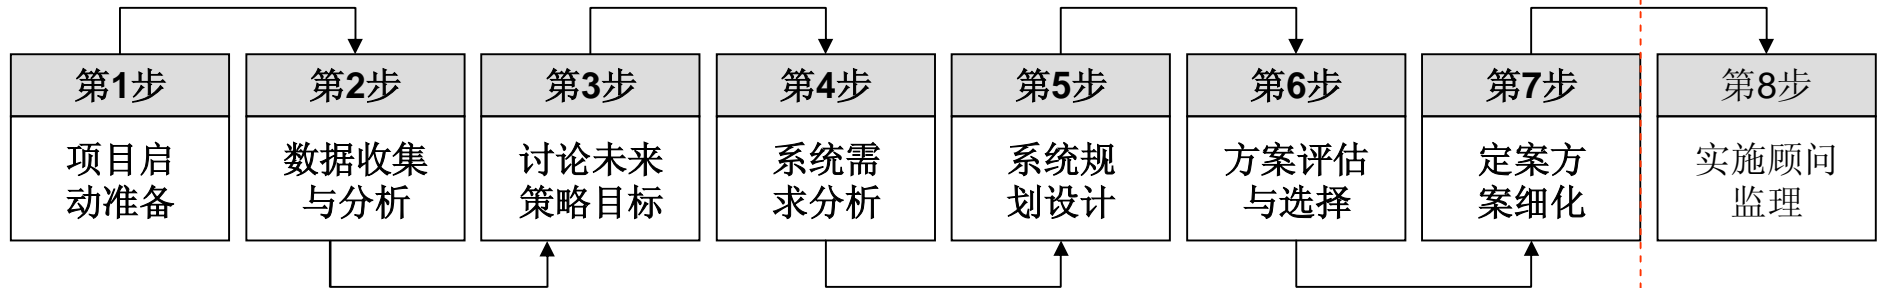 第1步
项目启
动准备
第2步
数据收集
与分析
第3步
讨论未来
策略目标
第4步
系统需
求分析
第5步
系统规
划设计
第6步
方案评估
与选择
第7步
定案方
案细化
第8步
实施顾问
监理